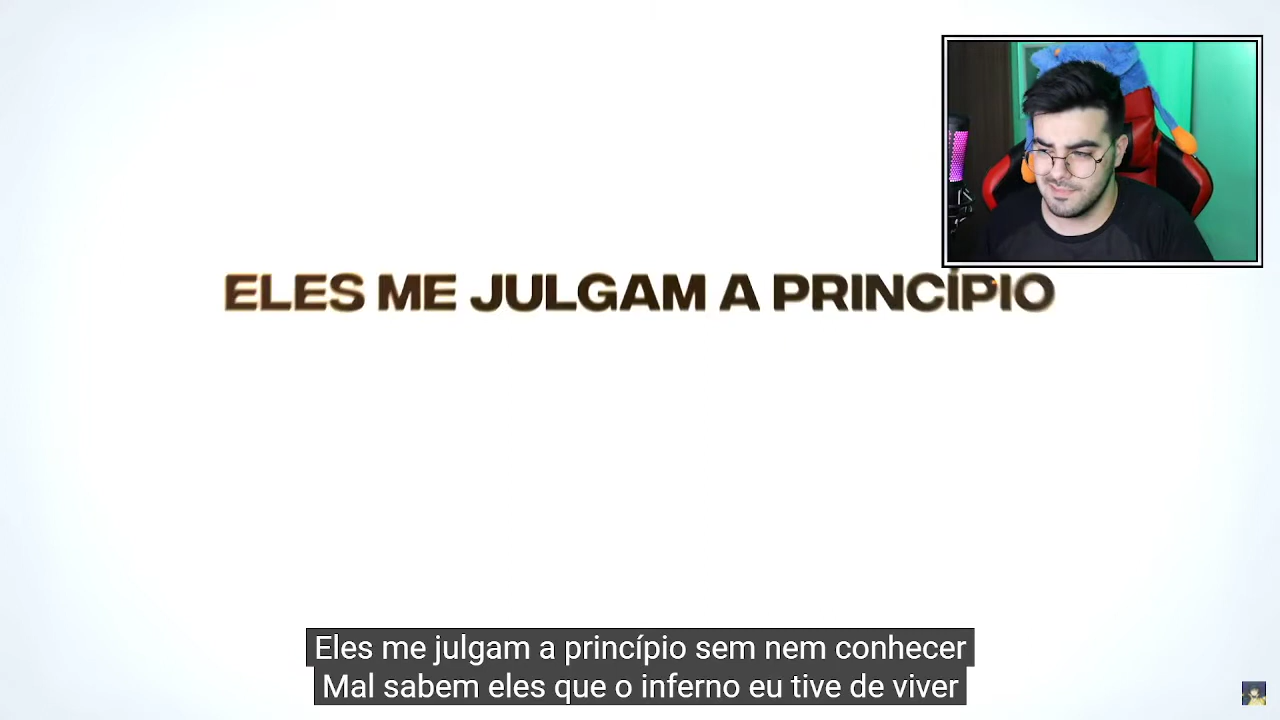 ELES ME JULGAM A PRINCÍPIO
Eles me julgam a princípio sem nem conhecer
Mal sabem eles que o inferno eu tive de viver